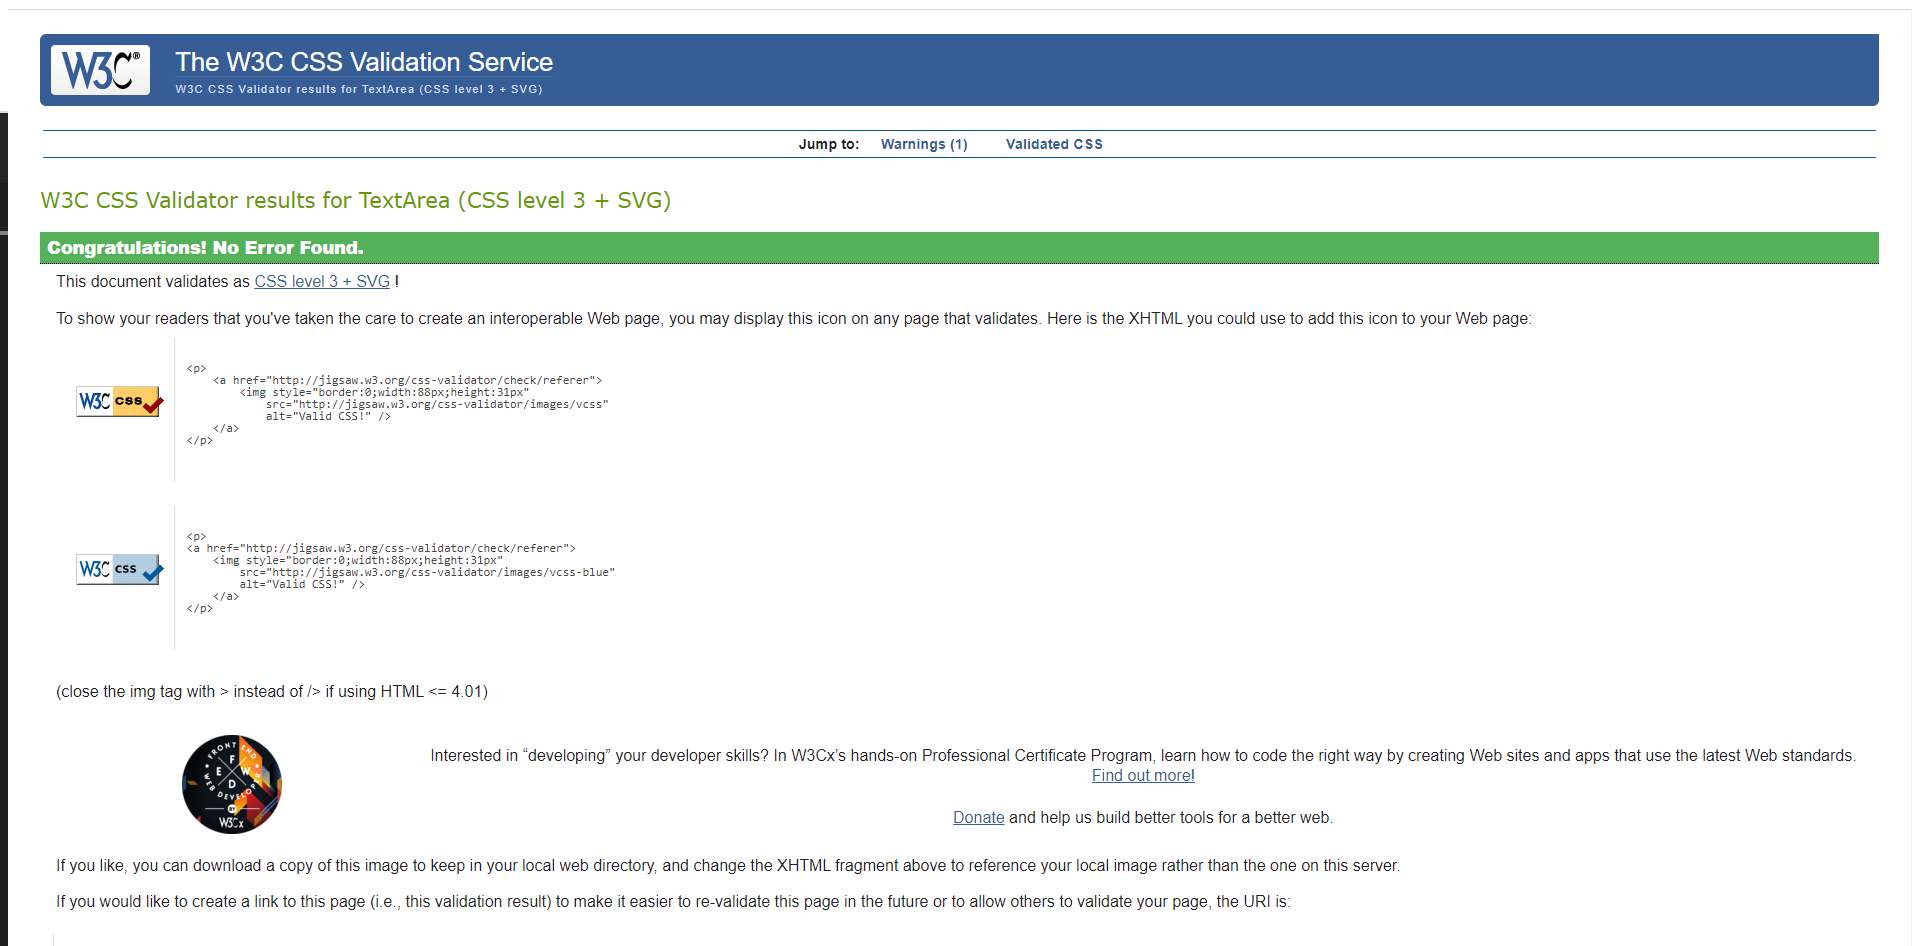 W3C®
The W3C CSS Validation Service
W3C CSS Validator results for TextArea (CSS level 3 + SVG)
Jump to: Warnings (1) Validated CSS
W3C CSS Validator results for TextArea (CSS level 3 + SVG)
Congratulations! No Error Found.
This document validates as CSS level 3 + SVG !
To show your readers that you've taken the care to create an interoperable Web page, you may display this icon on any page that validates. Here is the XHTML you could use to add this icon to your Web page:
W3C css
<p>
    <a href="http://jigsaw.w3.org/css-validator/check/referer">
        <img style="border:0;width:88px;height:31px"
            src="http://jigsaw.w3.org/css-validator/images/vcss"
            alt="Valid CSS!" />
    </a>
</p>
W3C css
<p>
<a href="http://jigsaw.w3.org/css-validator/check/referer">
    <img style="border:0;width:88px;height:31px"
        src="http://jigsaw.w3.org/css-validator/images/vcss-blue"
        alt="Valid CSS!" />
    </a>
</p>
(close the img tag with > instead of /> if using HTML <= 4.01)
FRONT END
F E W D
WEB DEVELOPER
BY
W3Cx
Interested in “developing” your developer skills? In W3Cx’s hands-on Professional Certificate Program, learn how to code the right way by creating Web sites and apps that use the latest Web standards.
Find out more!
Donate and help us build better tools for a better web.
If you like, you can download a copy of this image to keep in your local web directory, and change the XHTML fragment above to reference your local image rather than the one on this server.
If you would like to create a link to this page (i.e., this validation result) to make it easier to re-validate this page in the future or to allow others to validate your page, the URI is: